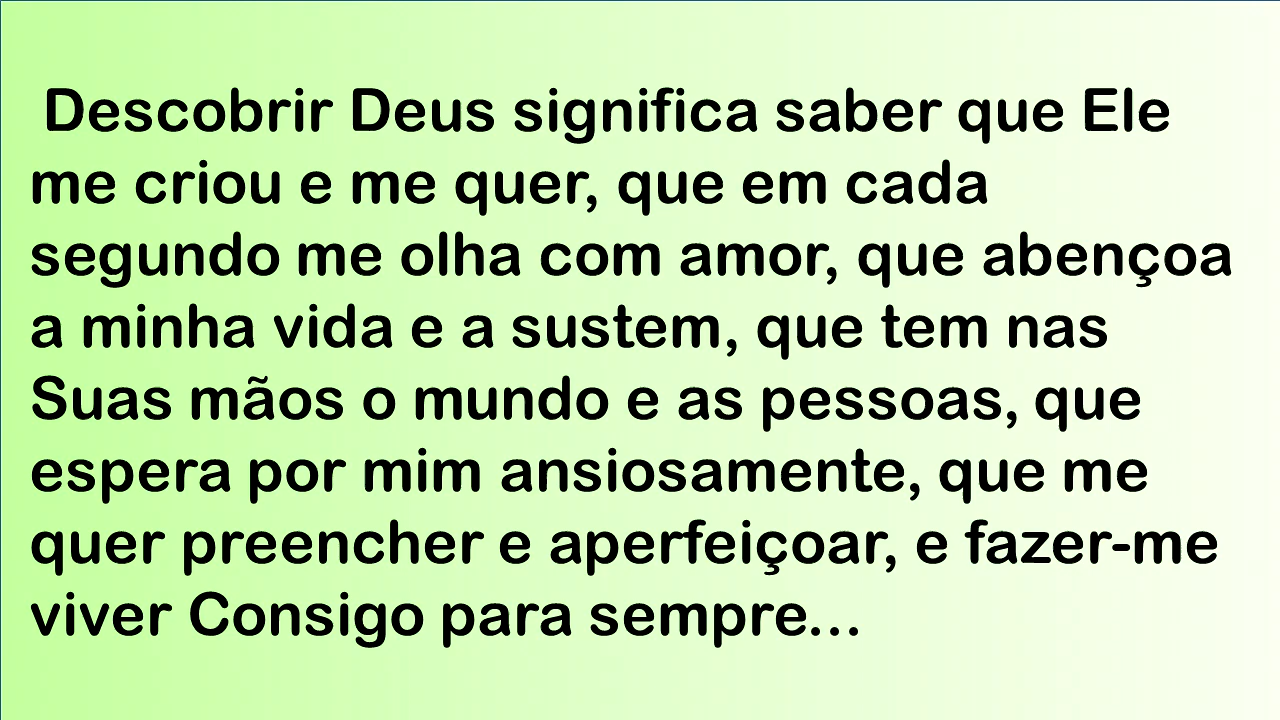 Descobrir Deus significa saber que Ele
me criou e me quer, que em cada
segundo me olha com amor, que abençoa
a minha vida e a sustem, que tem nas
Suas mãos o mundo e as pessoas, que
espera por mim ansiosamente, que me
quer preencher e aperfeiçoar, e fazer-me
viver Consigo para sempre...